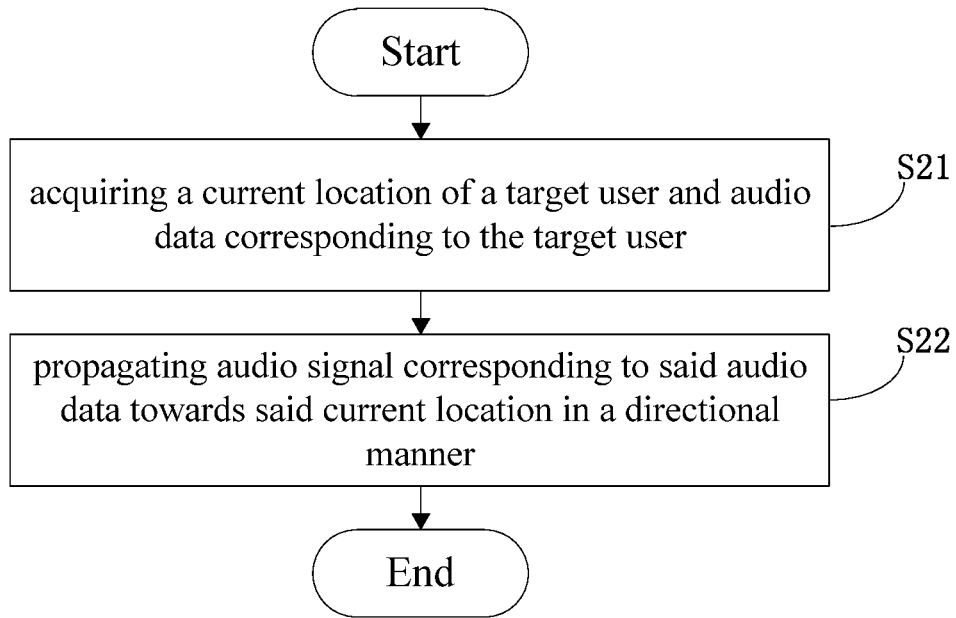 Start
acquiring a current location of a target user and audio
data corresponding to the target user
S21
propagating audio signal corresponding to said audio
data towards said current location in a directional
manner
S22
End